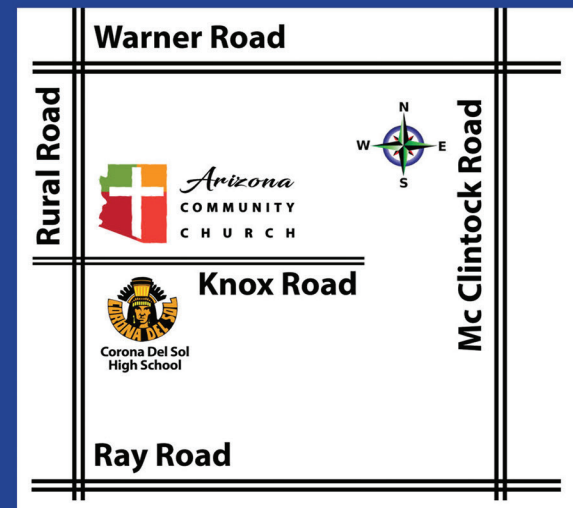 Warner Road
Rural Road
N
W
E
S
Mc Clintock Road
Arizona
COMMUNITY
CHURCH
Knox Road
CORONA DEL SOL
Corona Del Sol
High School
Ray Road